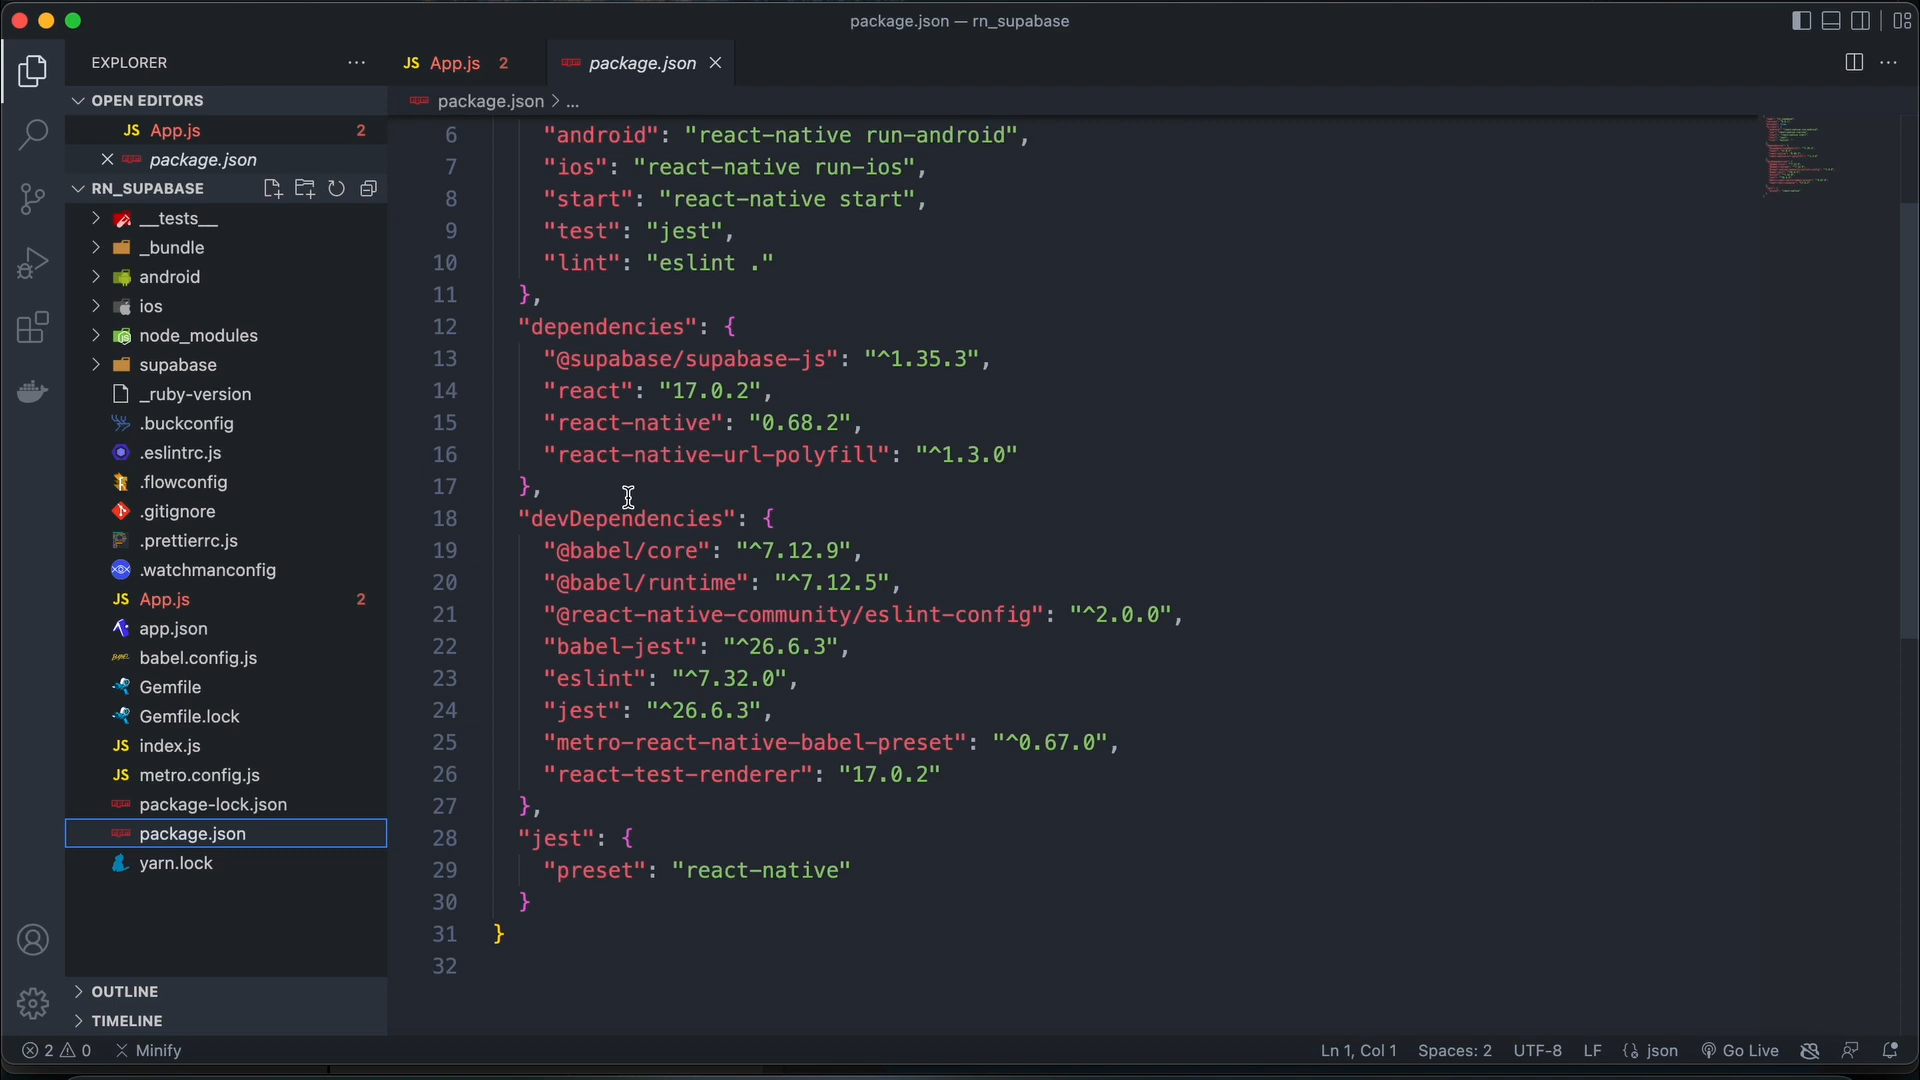 package.json — rn_supabase
EXPLORER
JS App.js 2
package.json
package.json > ...
OPEN EDITORS
JS App.js 2
package.json
RN_SUPABASE
__tests__
_bundle
android
ios
node_modules
supabase
_ruby-version
.buckconfig
.eslintrc.js
.flowconfig
.gitignore
.prettierrc.js
.watchmanconfig
JS App.js 2
app.json
babel.config.js
Gemfile
Gemfile.lock
JS index.js
JS metro.config.js
package-lock.json
package.json
yarn.lock
OUTLINE
TIMELINE
6 "android": "react-native run-android",
7 "ios": "react-native run-ios",
8 "start": "react-native start",
9 "test": "jest",
10 "lint": "eslint ."
11 },
12 "dependencies": {
13 "@supabase/supabase-js": "^1.35.3",
14 "react": "17.0.2",
15 "react-native": "0.68.2",
16 "react-native-url-polyfill": "^1.3.0"
17 },
18 "devDependencies": {
19 "@babel/core": "^7.12.9",
20 "@babel/runtime": "^7.12.5",
21 "@react-native-community/eslint-config": "^2.0.0",
22 "babel-jest": "^26.6.3",
23 "eslint": "^7.32.0",
24 "jest": "^26.6.3",
25 "metro-react-native-babel-preset": "^0.67.0",
26 "react-test-renderer": "17.0.2"
27 },
28 "jest": {
29 "preset": "react-native"
30 }
31 }
32
2 0 Minify
Ln 1, Col 1 Spaces: 2 UTF-8 LF json Go Live